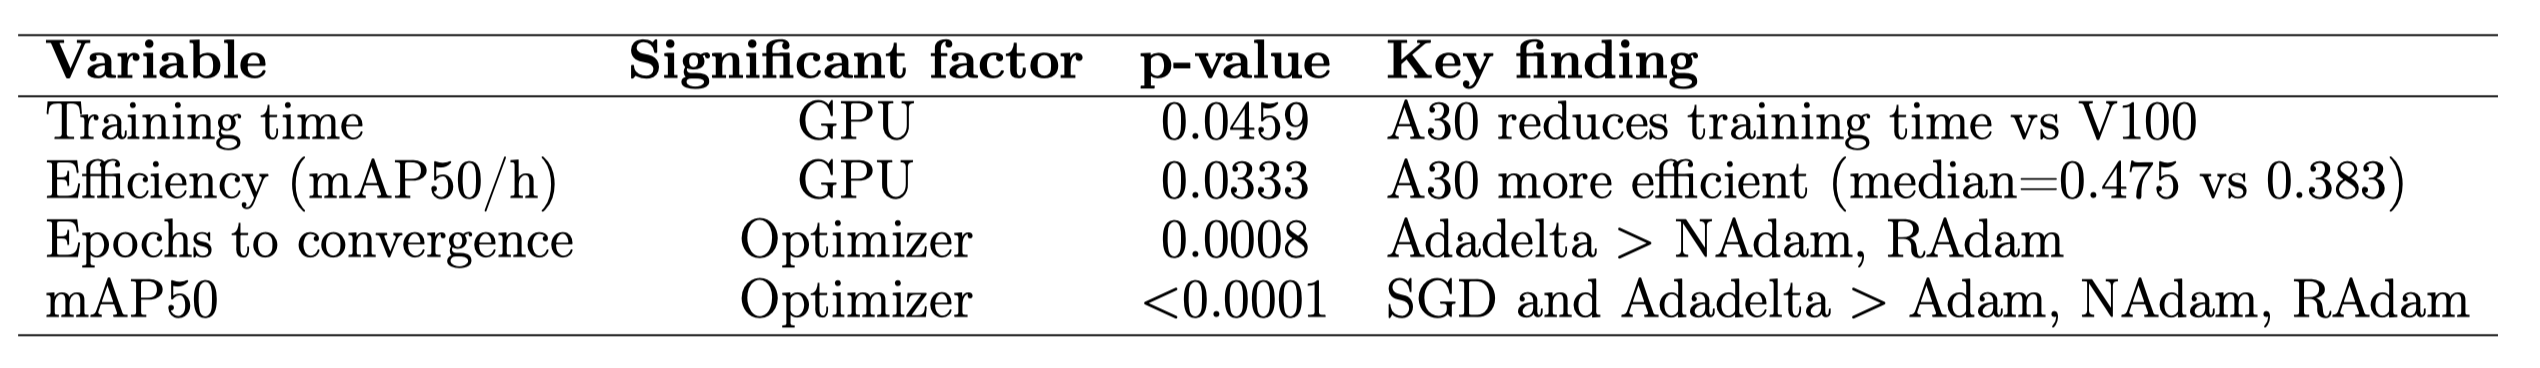 Variable Significant factor p-value Key finding
Training time GPU 0.0459 A30 reduces training time vs V100
Efficiency (mAP50/h) GPU 0.0333 A30 more efficient (median=0.475 vs 0.383)
Epochs to convergence Optimizer 0.0008 Adadelta > NAdam, RAdam
mAP50 Optimizer <0.0001 SGD and Adadelta > Adam, NAdam, RAdam